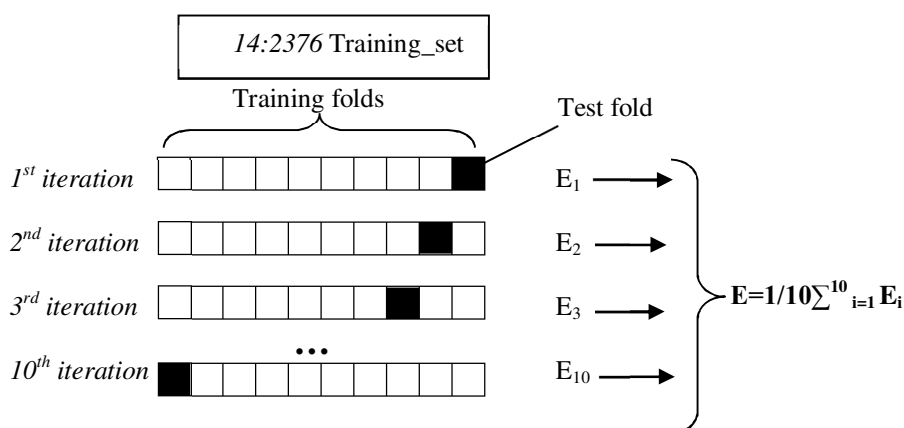 14:2376 Training_set
Training folds
Test fold
1st iteration
E1
2nd iteration
E2
E=1/10∑10 i=1 Ei
3rd iteration
E3
...
10th iteration
E10